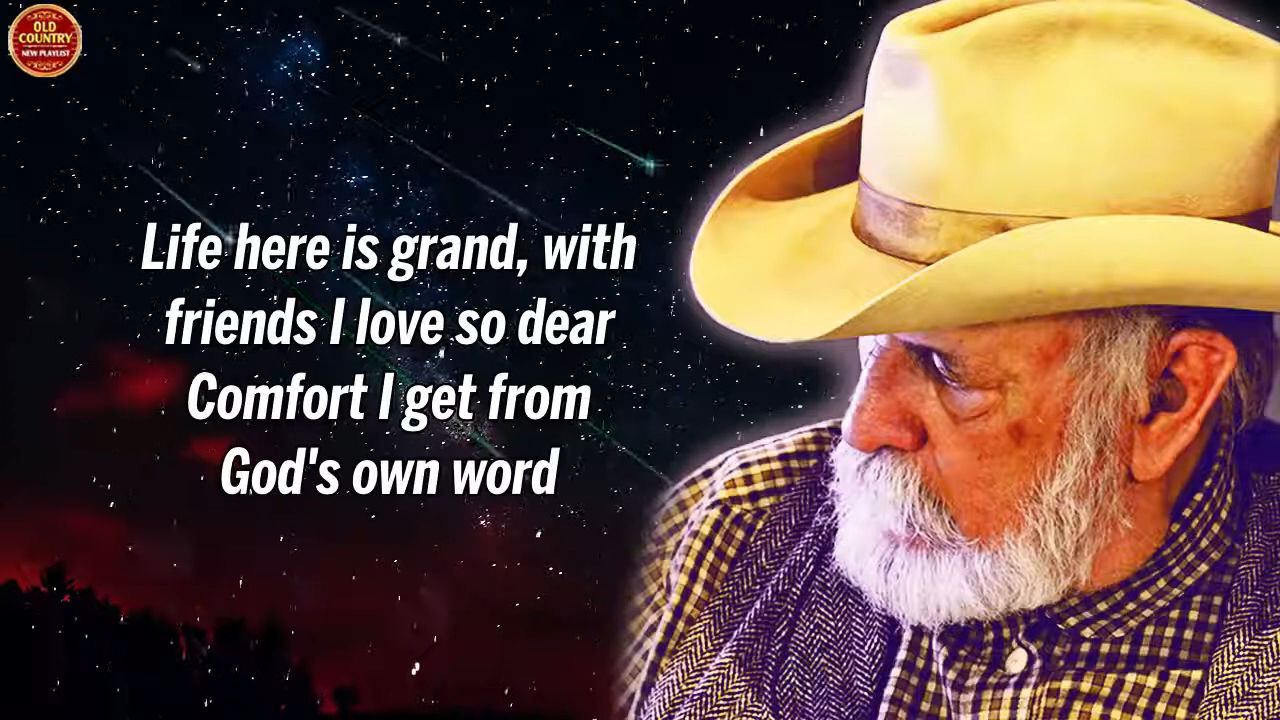 OLD
COUNTRY
NEW PLAYLIST
Life here is grand, with
friends I love so dear
Comfort I get from
God's own word